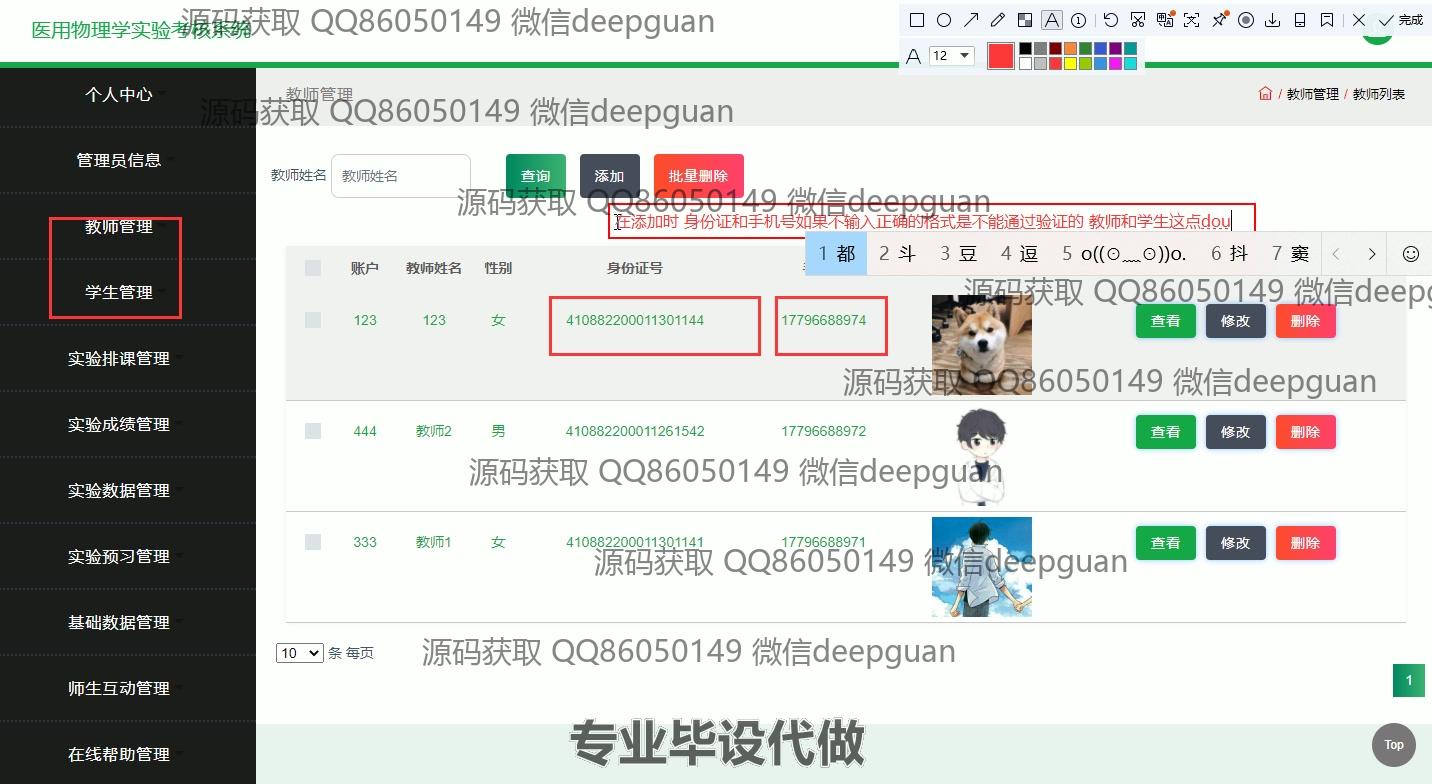 医用物理学实验考核系统
源码获取 QQ86050149 微信deepguan
完成
A 12
个人中心
教师管理
源码获取 QQ86050149 微信deepguan
/ 教师管理 / 教师列表
管理员信息
教师姓名 教师姓名 查询 添加 批量删除
源码获取 QQ86050149 微信deepguan
教师管理
在添加时 身份证和手机号如果不输入正确的格式是不能通过验证的 教师和学生这点dou
1 都 2 斗 3 豆 4 逗 5 o((⊙﹏⊙))o. 6 抖 7 窦
账户 教师姓名 性别 身份证号
学生管理
源码获取 QQ86050149 微信deepg
123 123 女 410882200011301144 17796688974 查看 修改 删除
实验排课管理
源码获取 QQ86050149 微信deepguan
实验成绩管理
444 教师2 男 410882200011261542 17796688972 查看 修改 删除
源码获取 QQ86050149 微信deepguan
实验数据管理
333 教师1 女 410882200011301141 17796688971 查看 修改 删除
实验预习管理
源码获取 QQ86050149 微信deepguan
基础数据管理
10 条 每页
源码获取 QQ86050149 微信deepguan
1
师生互动管理
专业毕设代做
Top
在线帮助管理